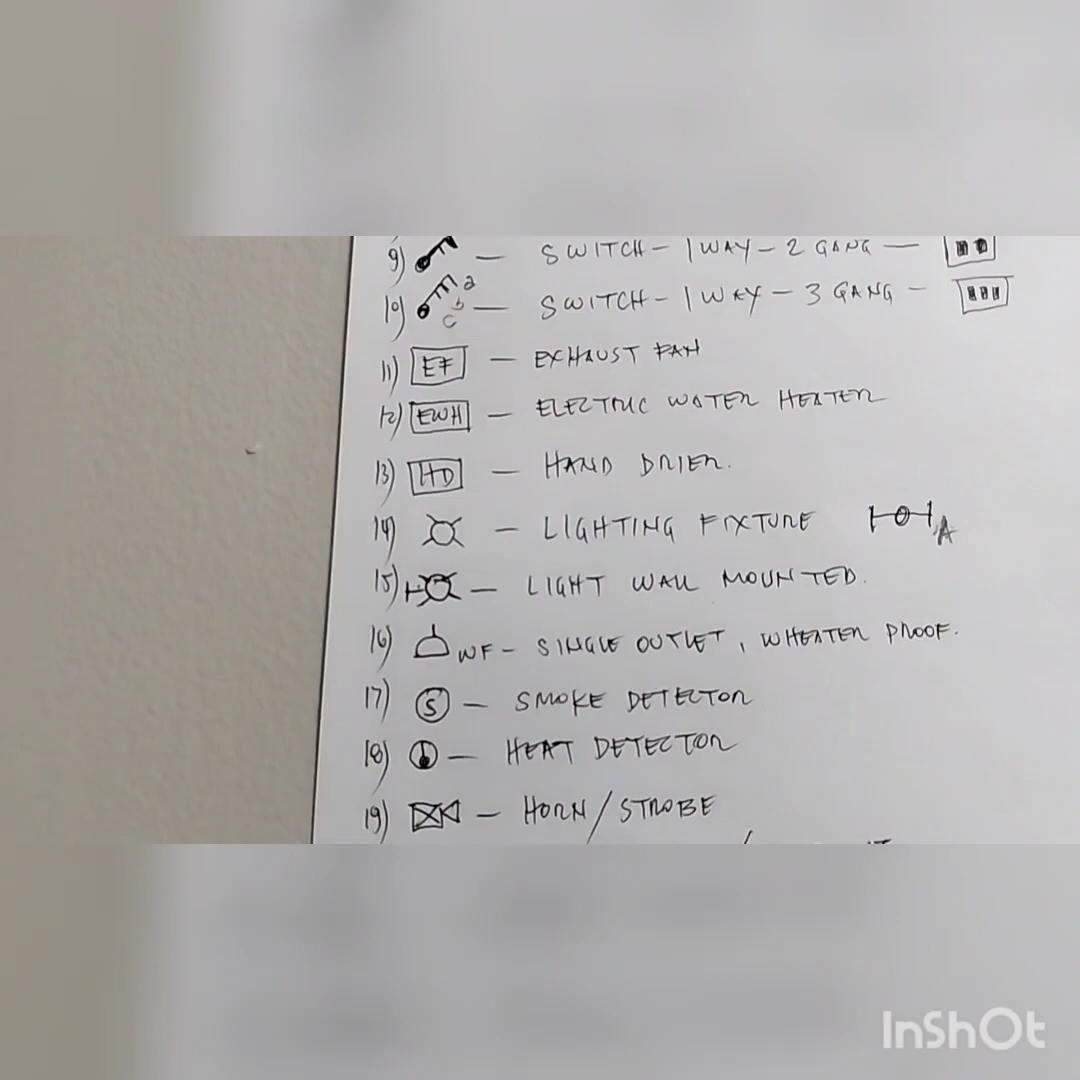 9) — SWITCH - 1 WAY - 2 GANG —
10) a b c — SWITCH - 1 WAY - 3 GANG -
11) EF — EXHAUST FAN
12) EWH — ELECTRIC WATER HEATER
13) HD — HAND DRIER.
14) — LIGHTING FIXTURE A
15) — LIGHT WALL MOUNTED.
16) WF - SINGLE OUTLET, WHEATER PROOF.
17) S — SMOKE DETECTOR
18) — HEAT DETECTOR
19) — HORN/STROBE
InShOt